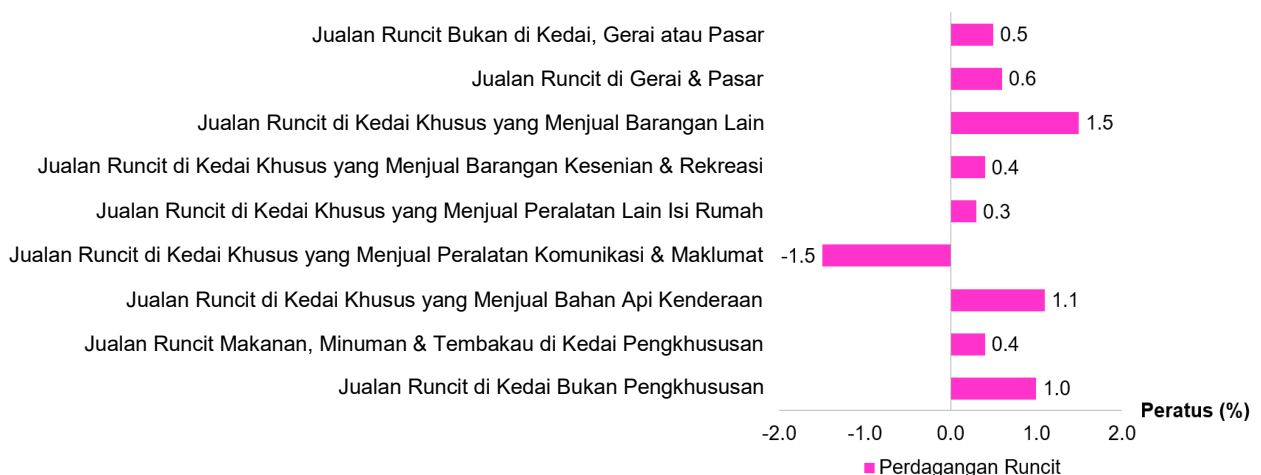 Jualan Runcit Bukan di Kedai, Gerai atau Pasar 0.5
Jualan Runcit di Gerai & Pasar 0.6
Jualan Runcit di Kedai Khusus yang Menjual Barangan Lain 1.5
Jualan Runcit di Kedai Khusus yang Menjual Barangan Kesenian & Rekreasi 0.4
Jualan Runcit di Kedai Khusus yang Menjual Peralatan Lain Isi Rumah 0.3
Jualan Runcit di Kedai Khusus yang Menjual Peralatan Komunikasi & Maklumat -1.5
Jualan Runcit di Kedai Khusus yang Menjual Bahan Api Kenderaan 1.1
Jualan Runcit Makanan, Minuman & Tembakau di Kedai Pengkhususan 0.4
Jualan Runcit di Kedai Bukan Pengkhususan 1.0
Peratus (%)
-2.0 -1.0 0.0 1.0 2.0
Perdagangan Runcit